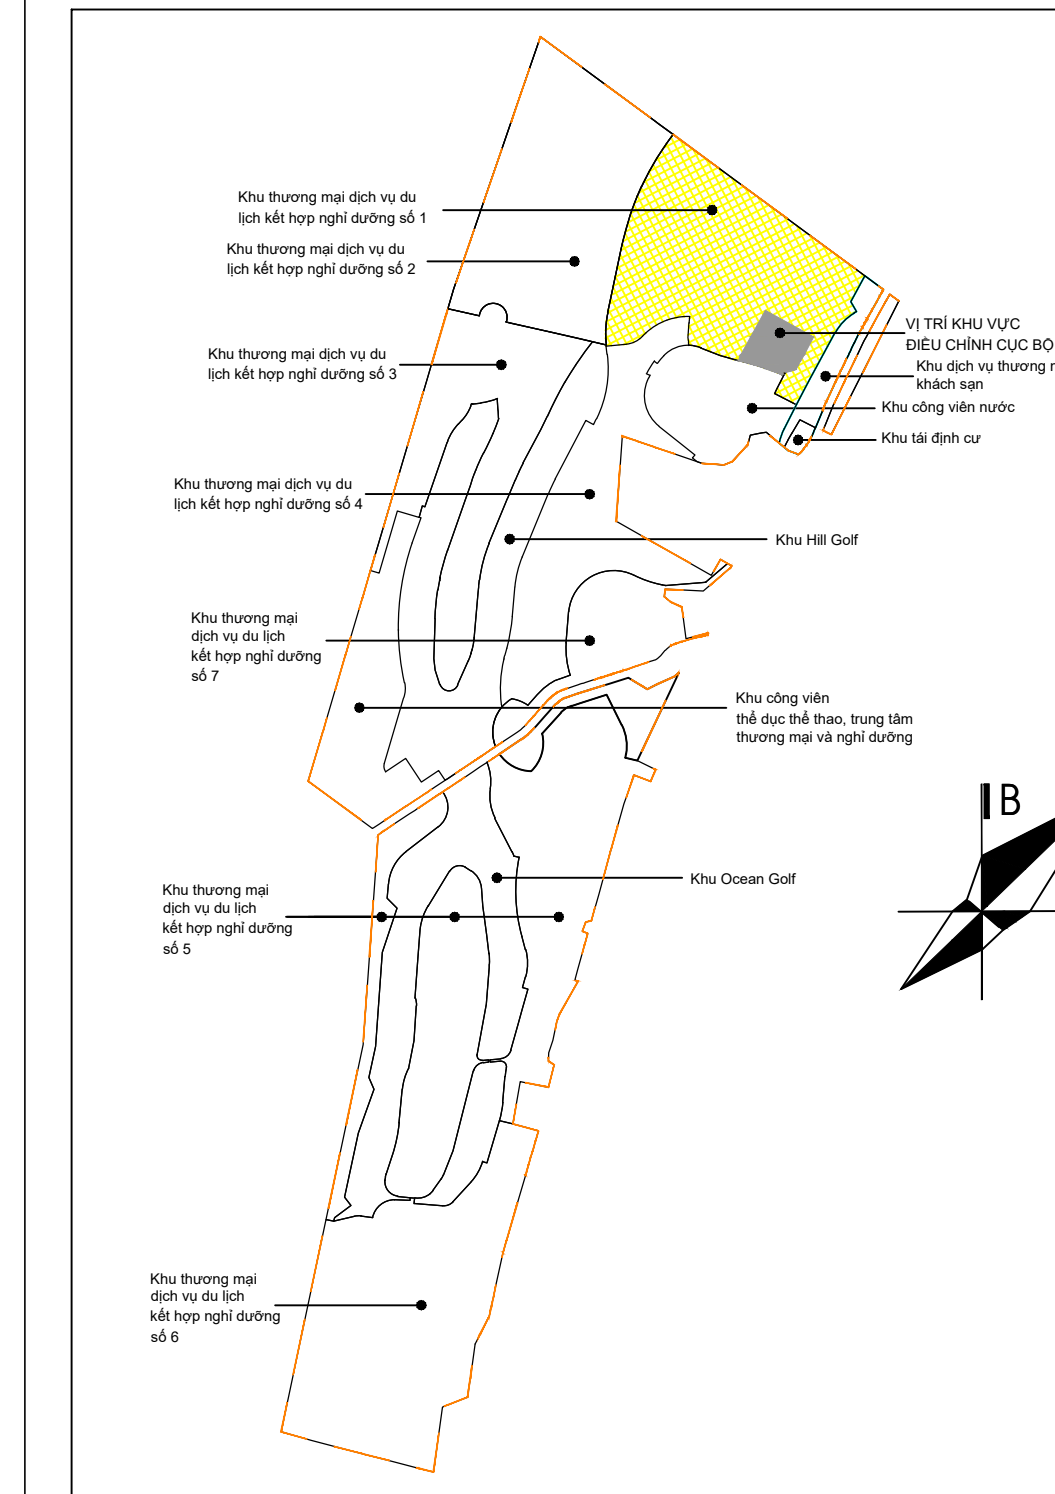 Khu thương mại dịch vụ du
lịch kết hợp nghỉ dưỡng số 1
Khu thương mại dịch vụ du
lịch kết hợp nghỉ dưỡng số 2
VỊ TRÍ KHU VỰC
ĐIỀU CHỈNH CỤC BỘ
Khu thương mại dịch vụ du
lịch kết hợp nghỉ dưỡng số 3
Khu dịch vụ thương
khách sạn
Khu công viên nước
Khu tái định cư
Khu thương mại dịch vụ du
lịch kết hợp nghỉ dưỡng số 4
Khu Hill Golf
Khu thương mại
dịch vụ du lịch
kết hợp nghỉ dưỡng
số 7
Khu công viên
thể dục thể thao, trung tâm
thương mại và nghỉ dưỡng
B
Khu Ocean Golf
Khu thương mại
dịch vụ du lịch
kết hợp nghỉ dưỡng
số 5
Khu thương mại
dịch vụ du lịch
kết hợp nghỉ dưỡng
số 6